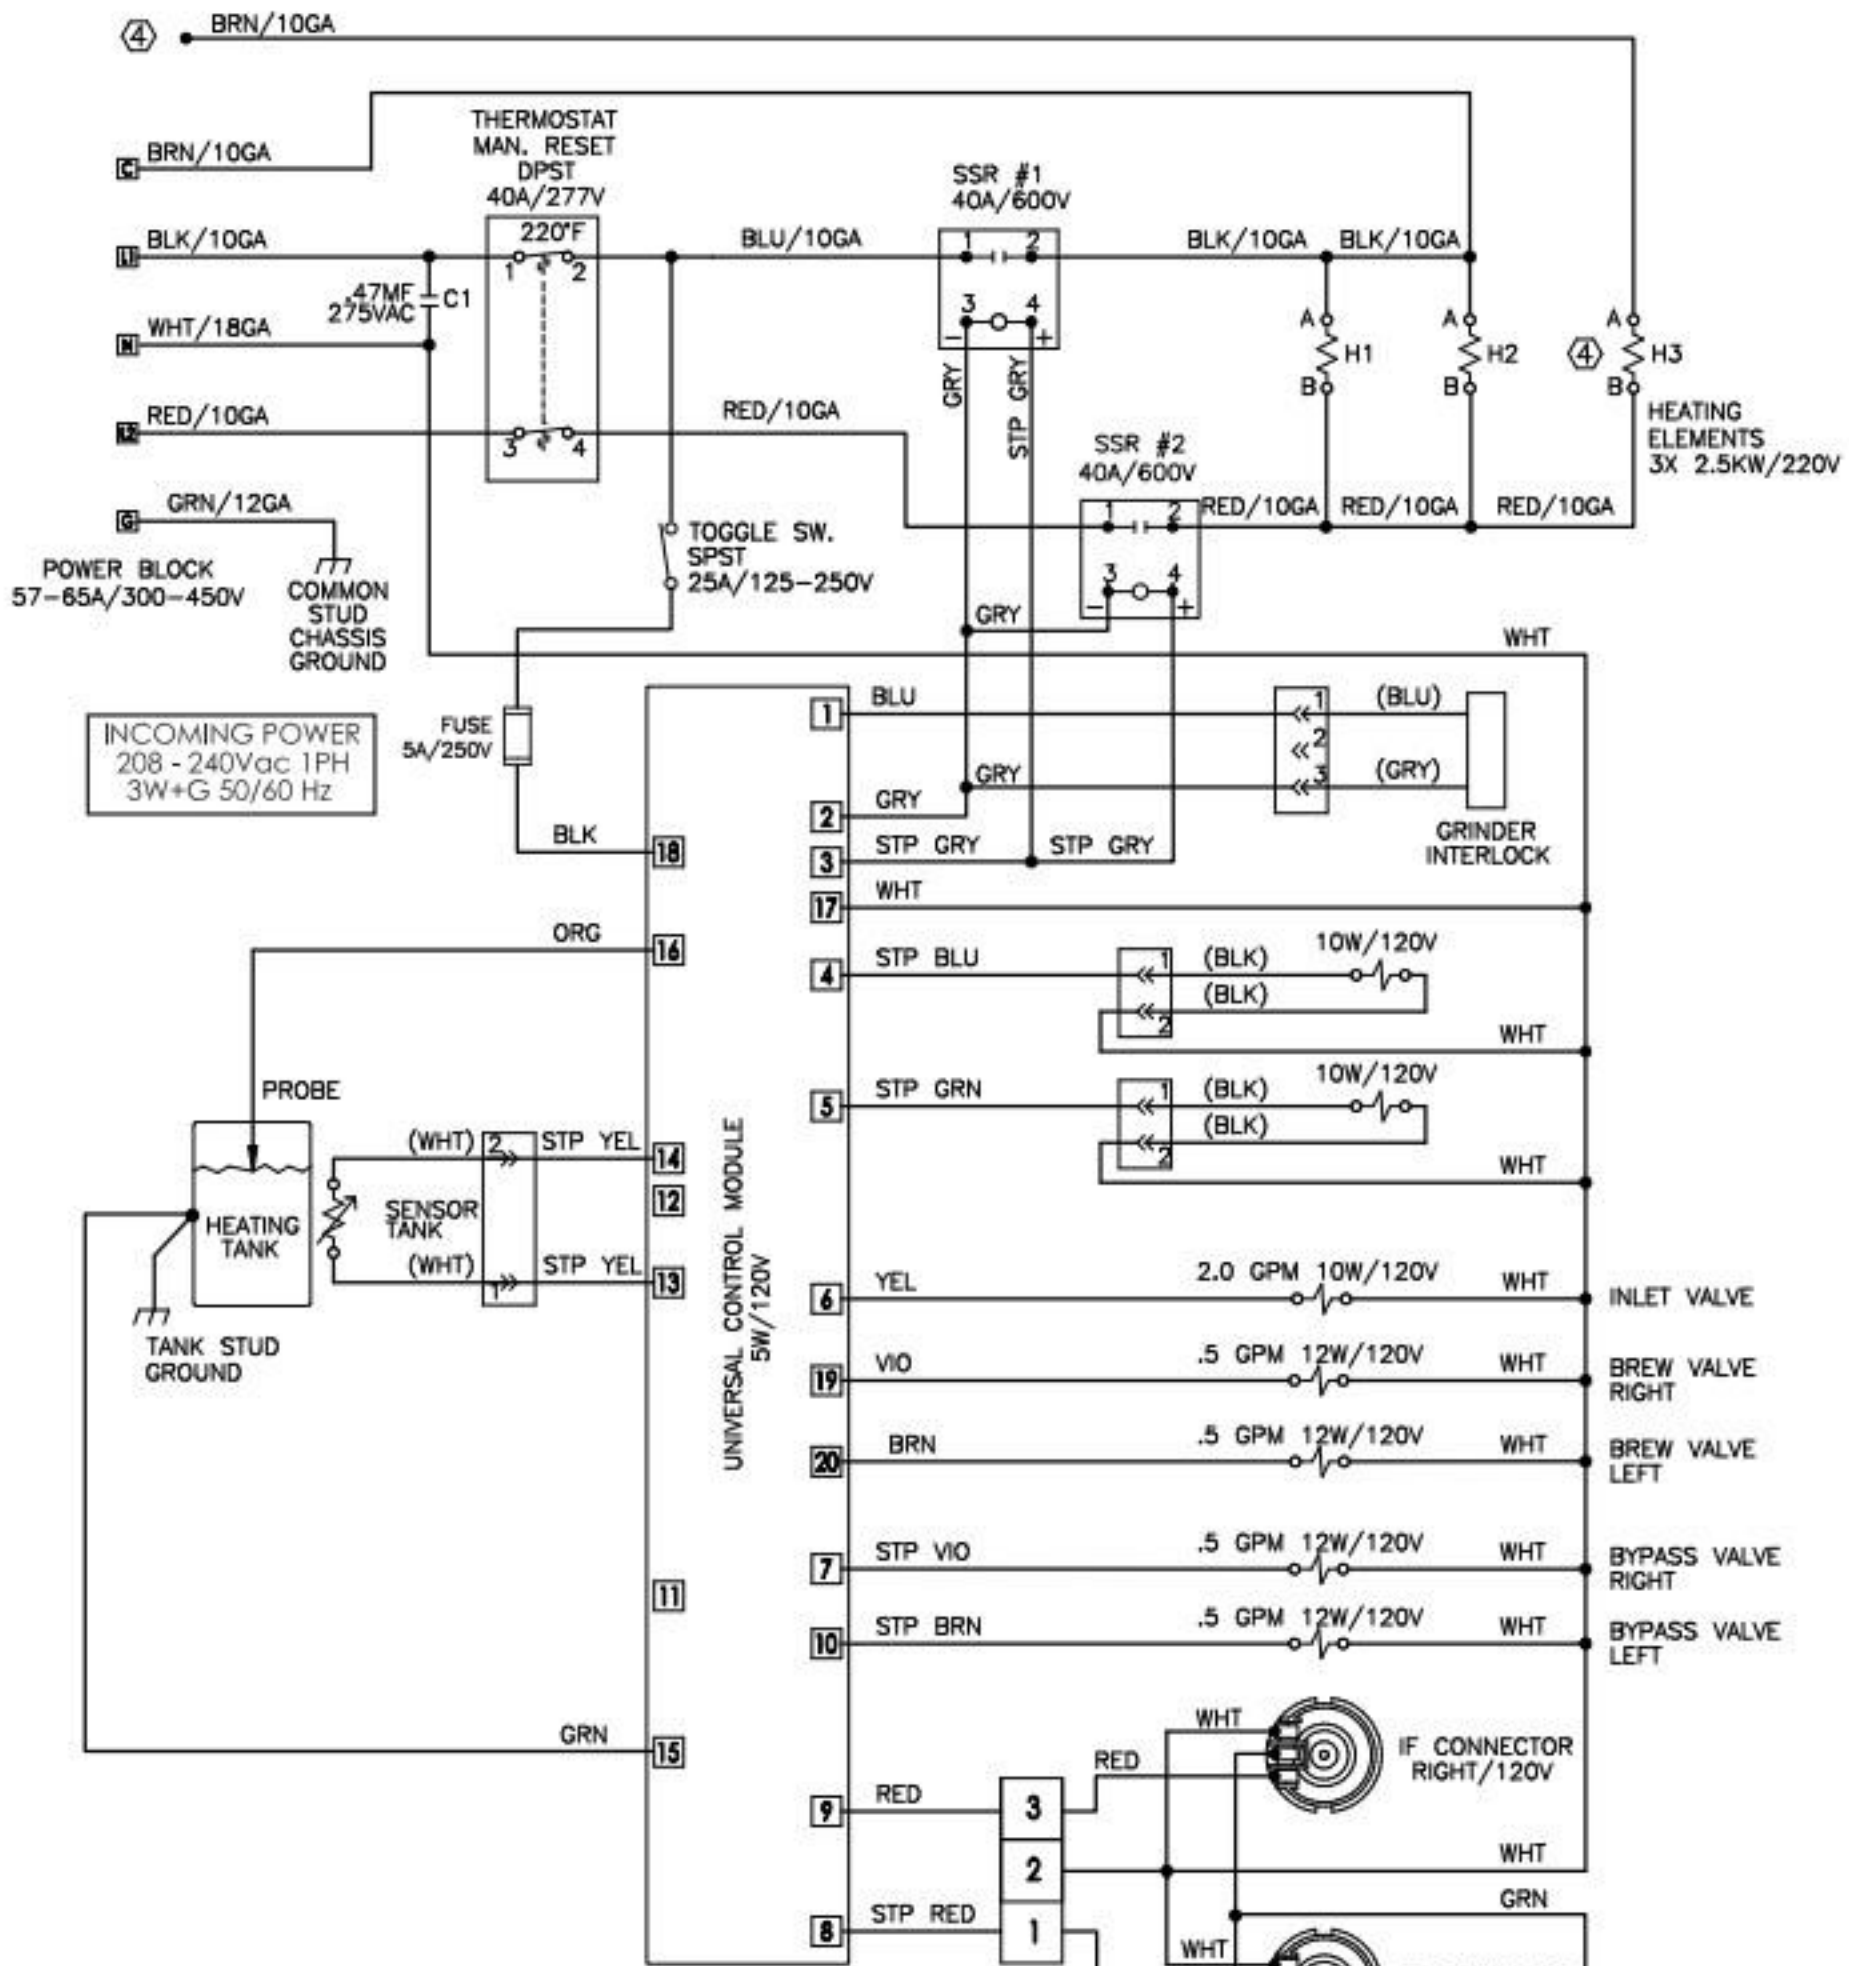 4 BRN/10GA
THERMOSTAT
MAN. RESET
DPST
40A/277V
C BRN/10GA
SSR #1
40A/600V
220°F
L1 BLK/10GA
1 2
BLU/10GA
1 2
BLK/10GA BLK/10GA
.47MF
275VAC
C1
3 4
- +
N WHT/18GA
A H1 B
A H2 B
4 A H3 B
HEATING
ELEMENTS
3X 2.5KW/220V
GRY
STP GRY
L2 RED/10GA
3 4
RED/10GA
SSR #2
40A/600V
1 2
RED/10GA RED/10GA RED/10GA
3 4
- +
G GRN/12GA
POWER BLOCK
57-65A/300-450V
COMMON
STUD
CHASSIS
GROUND
TOGGLE SW.
SPST
25A/125-250V
GRY
WHT
INCOMING POWER
208 - 240Vac 1PH
3W+G 50/60 Hz
FUSE
5A/250V
BLK 18
1 BLU
1 (BLU)
2
GRY
3 (GRY)
GRINDER
INTERLOCK
2 GRY
3 STP GRY STP GRY
17 WHT
ORG 16
4 STP BLU
1 (BLK) 10W/120V
2 (BLK)
WHT
PROBE
5 STP GRN
1 (BLK) 10W/120V
2 (BLK)
WHT
HEATING
TANK
TANK STUD
GROUND
SENSOR
TANK
(WHT) 2 STP YEL 14
12
(WHT) 1 STP YEL 13
UNIVERSAL CONTROL MODULE
5W/120V
6 YEL 2.0 GPM 10W/120V WHT INLET VALVE
19 VIO .5 GPM 12W/120V WHT BREW VALVE
RIGHT
20 BRN .5 GPM 12W/120V WHT BREW VALVE
LEFT
7 STP VIO .5 GPM 12W/120V WHT BYPASS VALVE
RIGHT
11
10 STP BRN .5 GPM 12W/120V WHT BYPASS VALVE
LEFT
GRN 15
WHT
IF CONNECTOR
RIGHT/120V
RED
9 RED 3
2 WHT
GRN
8 STP RED 1
WHT